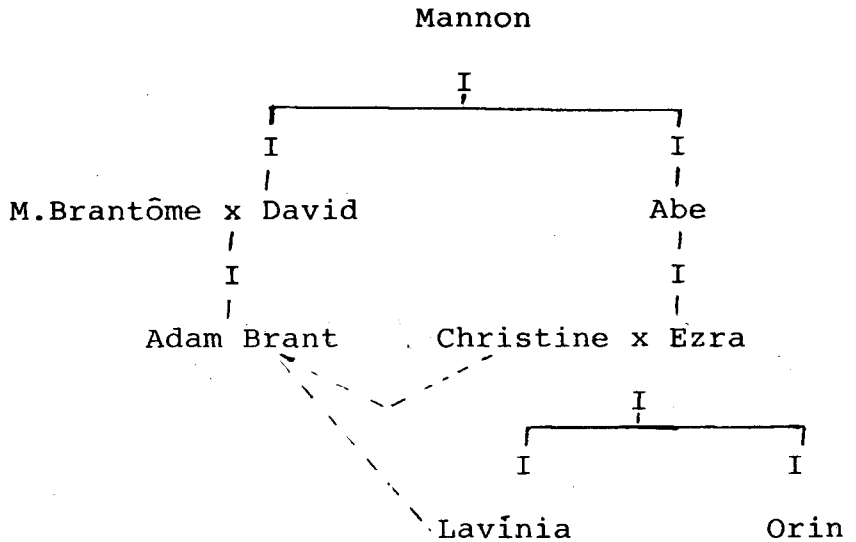 Mannon
I
I I
M.Brantôme x David Abe
I I
Adam Brant Christine x Ezra
I
I I
Lavínia Orin